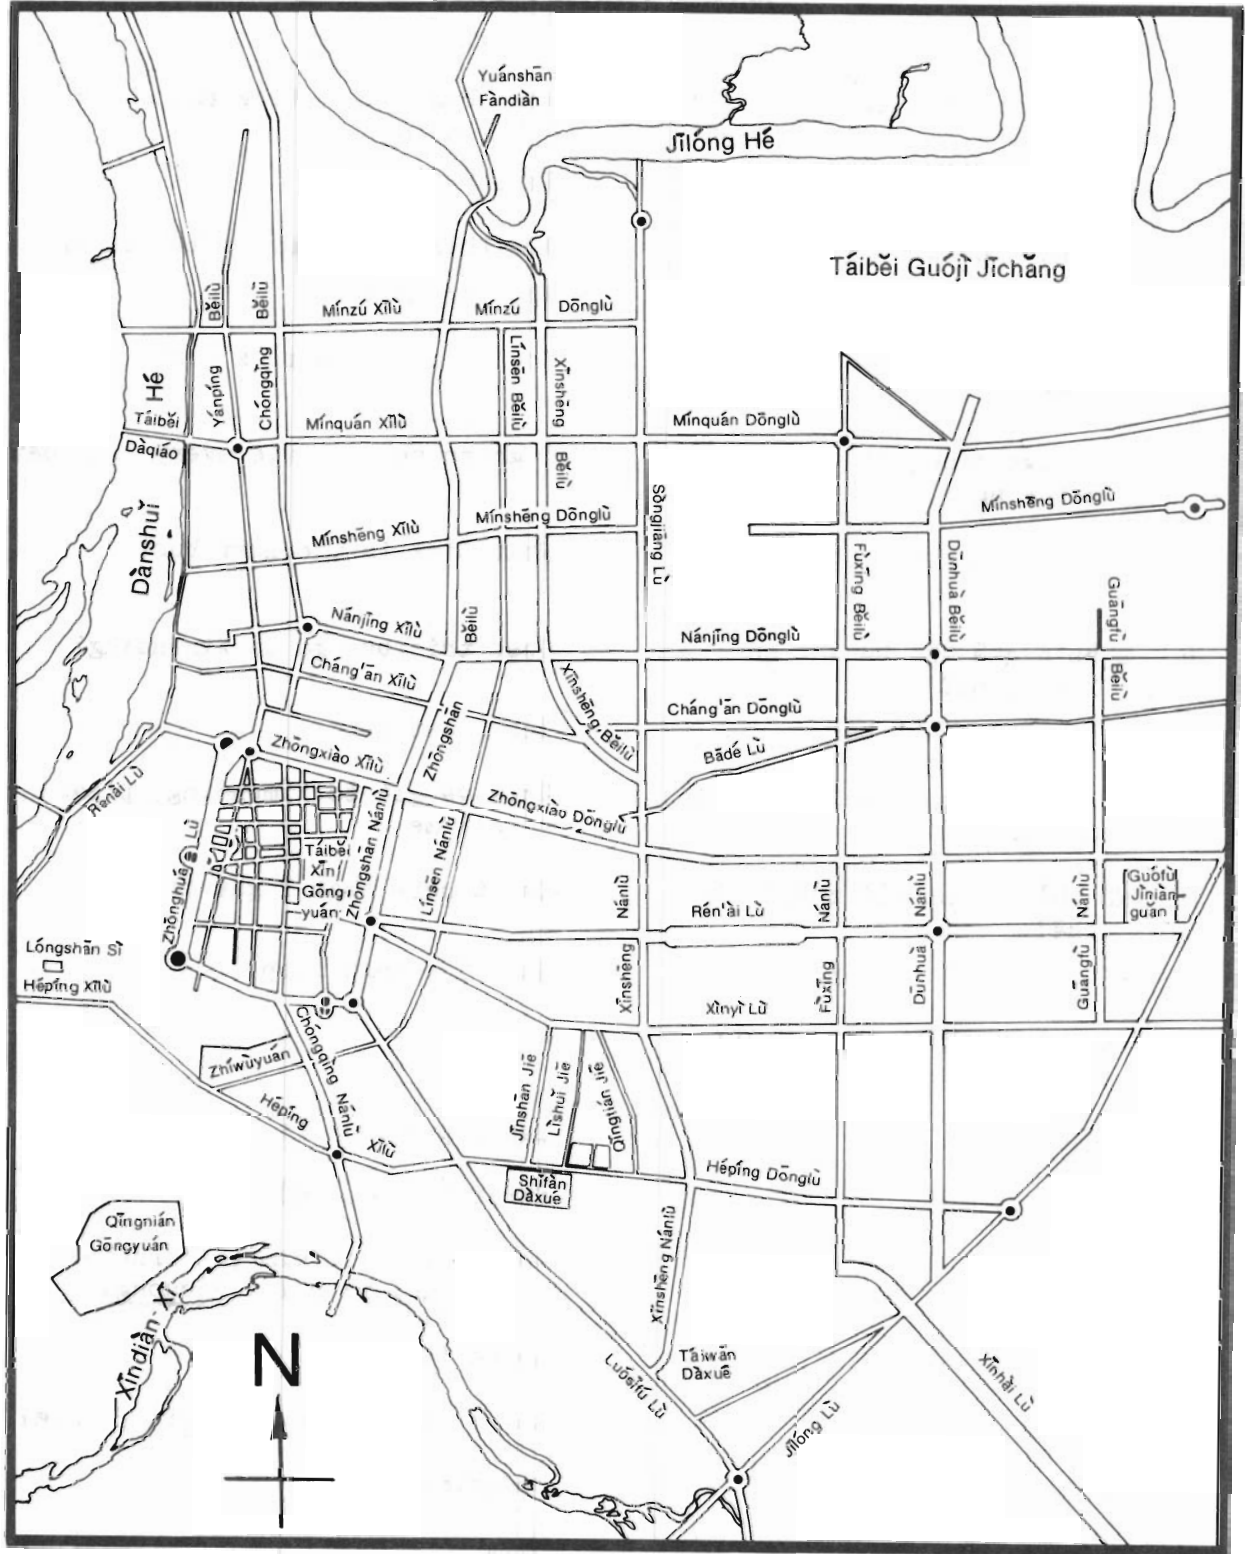 Yuánshān
Fàndiàn
Jīlóng Hé
Táiběi Guójì Jīchǎng
Běilù
Běilù
Mínzú Xīlù
Mínzú
Dōnglù
Hé
Yánpíng
Chóngqìng
Línsēn Běilù
Xīnshēng
Táiběi
Dàqiáo
Mínquán Xīlù
Mínquán Dōnglù
Běilù
Dànshuǐ
Mínshēng Xīlù
Mínshēng Dōnglù
Sōngjiāng Lù
Mínshēng Dōnglù
Fùxīng Běilù
Dūnhuà Běilù
Guāngfù
Běilù
Nánjīng Xīlù
Běilù
Nánjīng Dōnglù
Cháng'ān Xīlù
Xīnshēng Běilù
Cháng'ān Dōnglù
Zhōngshān
Bādé Lù
Zhōngxiào Xīlù
Rénài Lù
Zhōngxiào Dōnglù
Zhōnghuá Lù
Táiběi
Xīn
Gōng
yuán
Zhōngshān Nánlù
Línsēn Nánlù
Nánlù
Nánlù
Nánlù
Nánlù
Guófù
Jìniàn
guǎn
Rén'ài Lù
Lóngshān Sì
Hépíng Xīlù
Xīnshēng
Xìnyì Lù
Fùxīng
Dūnhuà
Guāngfù
Zhíwùyuán
Chóngqìng Nánlù
Jīnshān Jiē
Lìshuǐ Jiē
Qīngtián Jiē
Hépíng
Xīlù
Shīfàn
Dàxué
Hépíng Dōnglù
Qīngnián
Gōngyuán
Xīnshēng Nánlù
Xīndiàn Xī
N
Luósīfú Lù
Táiwān
Dàxué
Jīlóng Lù
Xīnhài Lù